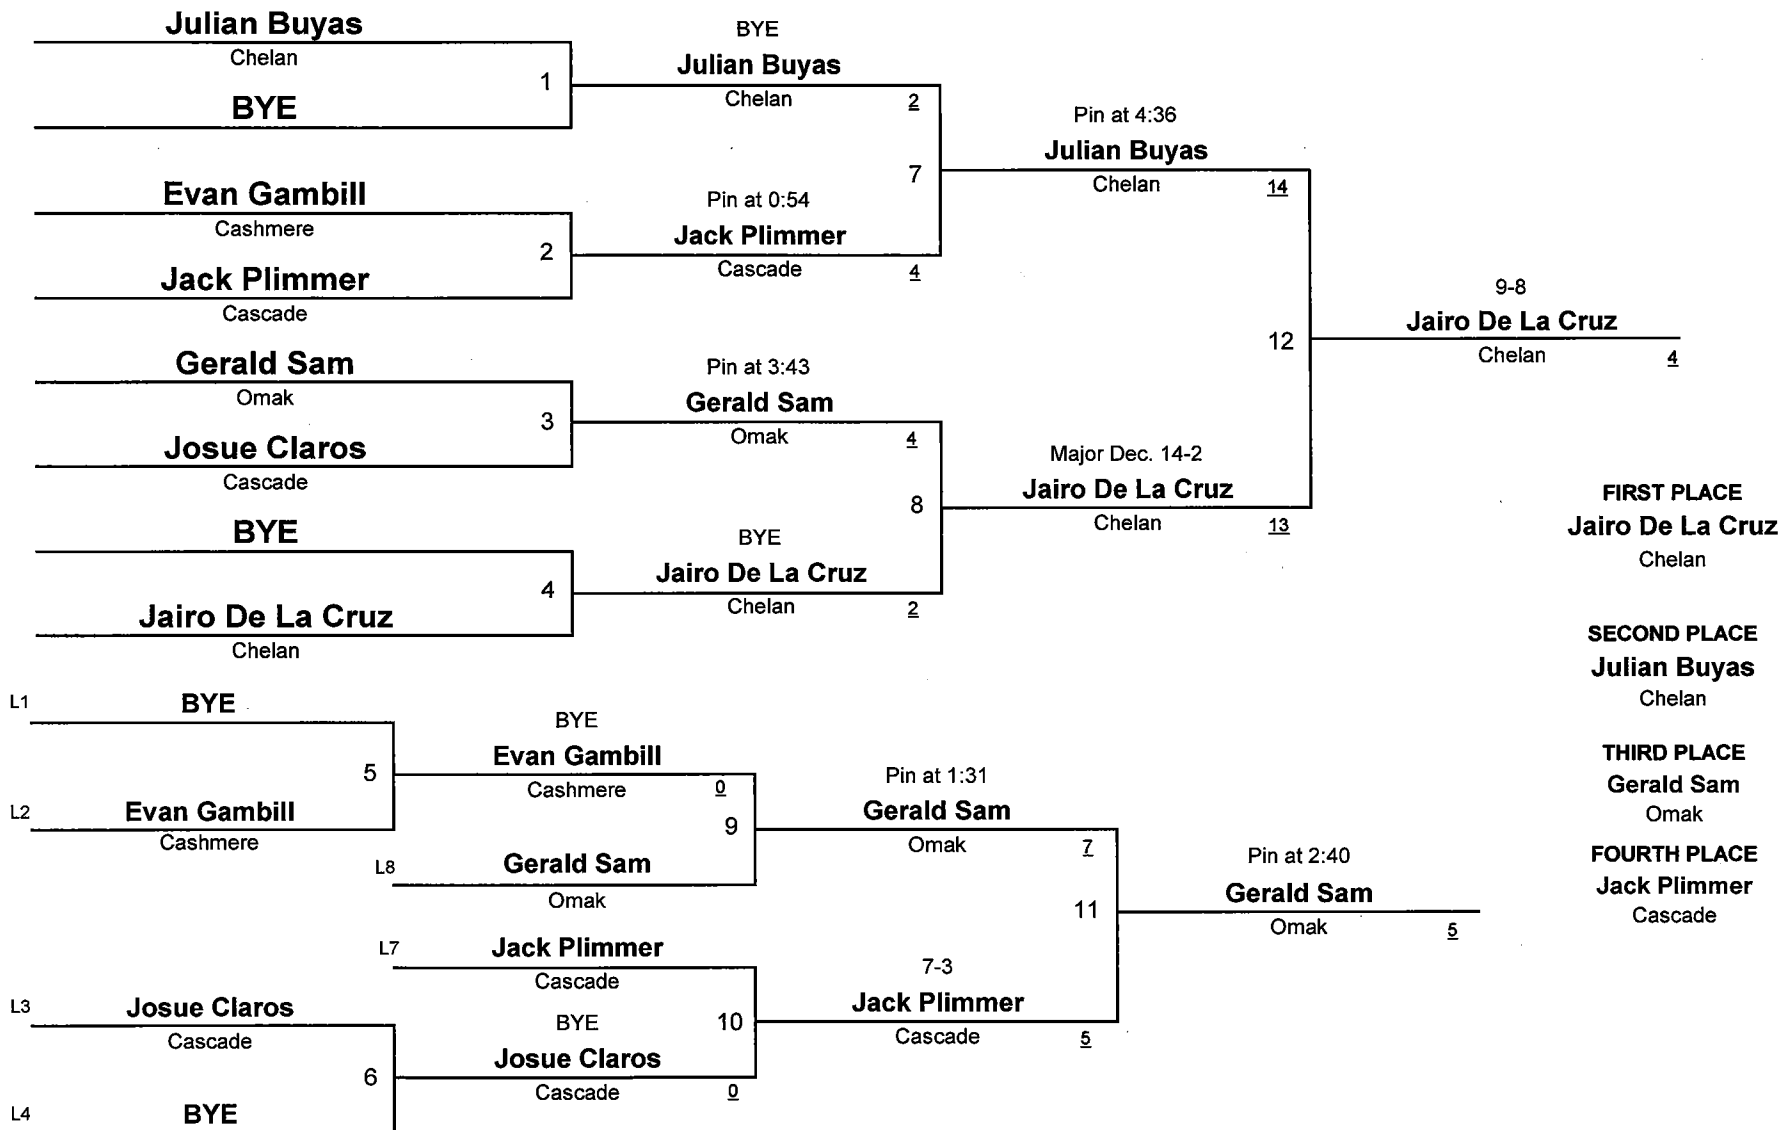 Julian Buyas
Chelan
1
BYE
BYE
Julian Buyas
Chelan
2
Evan Gambill
Cashmere
2
Jack Plimmer
Cascade
Pin at 0:54
Jack Plimmer
Cascade
4
7
Pin at 4:36
Julian Buyas
Chelan
14
Gerald Sam
Omak
3
Josue Claros
Cascade
Pin at 3:43
Gerald Sam
Omak
4
BYE
4
Jairo De La Cruz
Chelan
BYE
Jairo De La Cruz
Chelan
2
8
Major Dec. 14-2
Jairo De La Cruz
Chelan
13
12
9-8
Jairo De La Cruz
Chelan
4
FIRST PLACE
Jairo De La Cruz
Chelan
SECOND PLACE
Julian Buyas
Chelan
THIRD PLACE
Gerald Sam
Omak
FOURTH PLACE
Jack Plimmer
Cascade
L1
BYE
5
L2
Evan Gambill
Cashmere
BYE
Evan Gambill
Cashmere
0
9
L8
Gerald Sam
Omak
Pin at 1:31
Gerald Sam
Omak
7
L7
Jack Plimmer
Cascade
10
L3
Josue Claros
Cascade
6
L4
BYE
BYE
Josue Claros
Cascade
0
7-3
Jack Plimmer
Cascade
5
11
Pin at 2:40
Gerald Sam
Omak
5